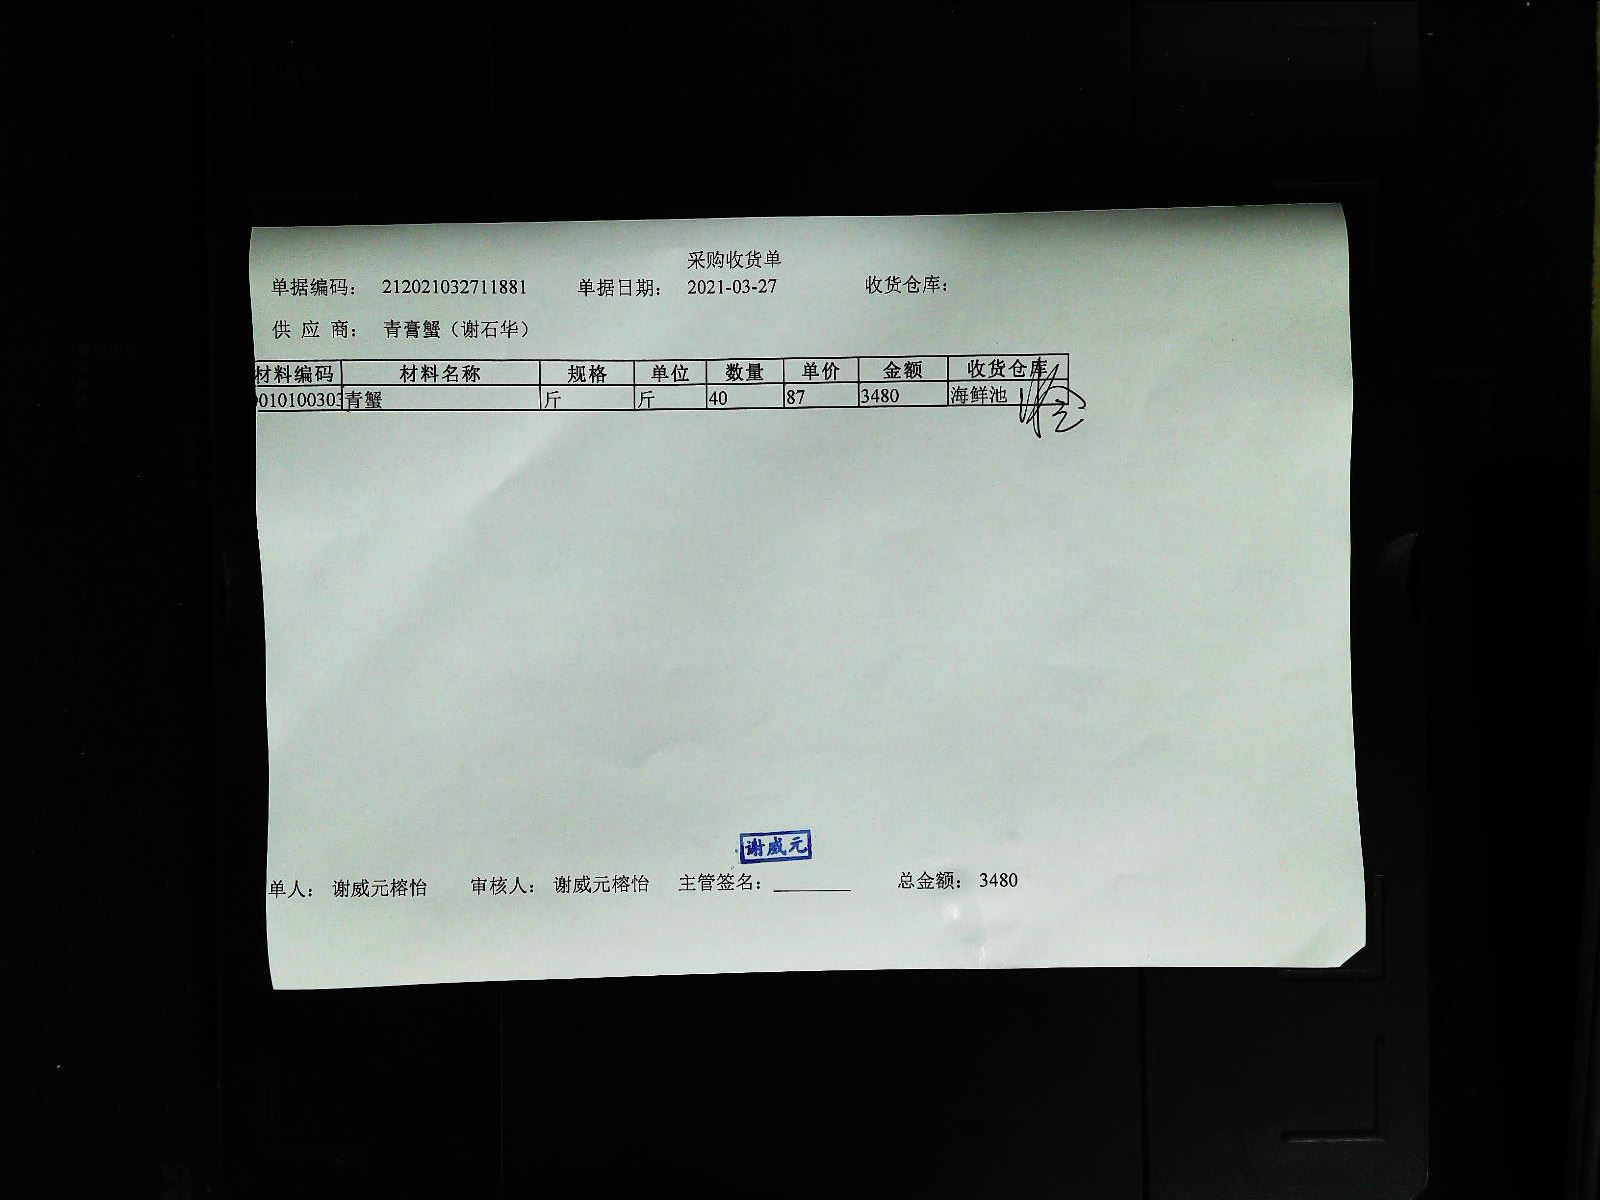 采购收货单
单据编码： 212021032711881 单据日期： 2021-03-27 收货仓库：
供 应 商： 青膏蟹（谢石华）
材料编码 材料名称 规格 单位 数量 单价 金额 收货仓库
010100303 青蟹 斤 斤 40 87 3480 海鲜池
谢威元
单人： 谢威元榕怡 审核人： 谢威元榕怡 主管签名： 总金额： 3480